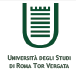 UNIVERSITÀ DEGLI STUDI
DI ROMA TOR VERGATA